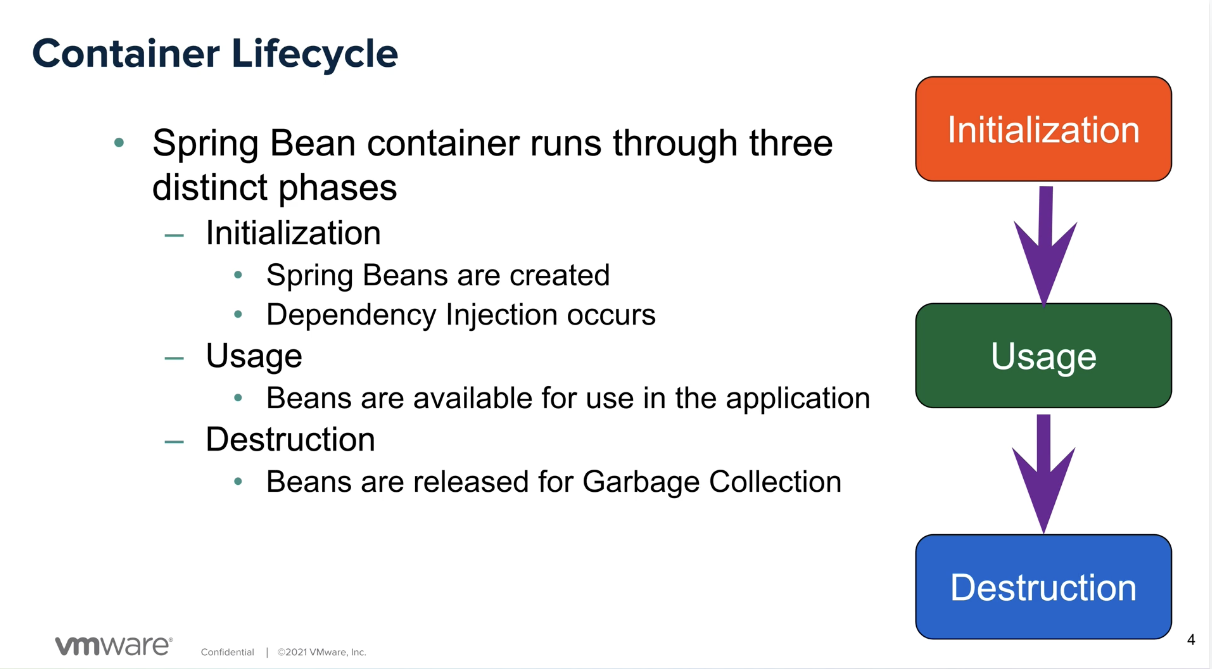 Container Lifecycle
• Spring Bean container runs through three
distinct phases
– Initialization
• Spring Beans are created
• Dependency Injection occurs
– Usage
• Beans are available for use in the application
– Destruction
• Beans are released for Garbage Collection
Initialization
Usage
Destruction
vmware®
Confidential | ©2021 VMware, Inc.
4